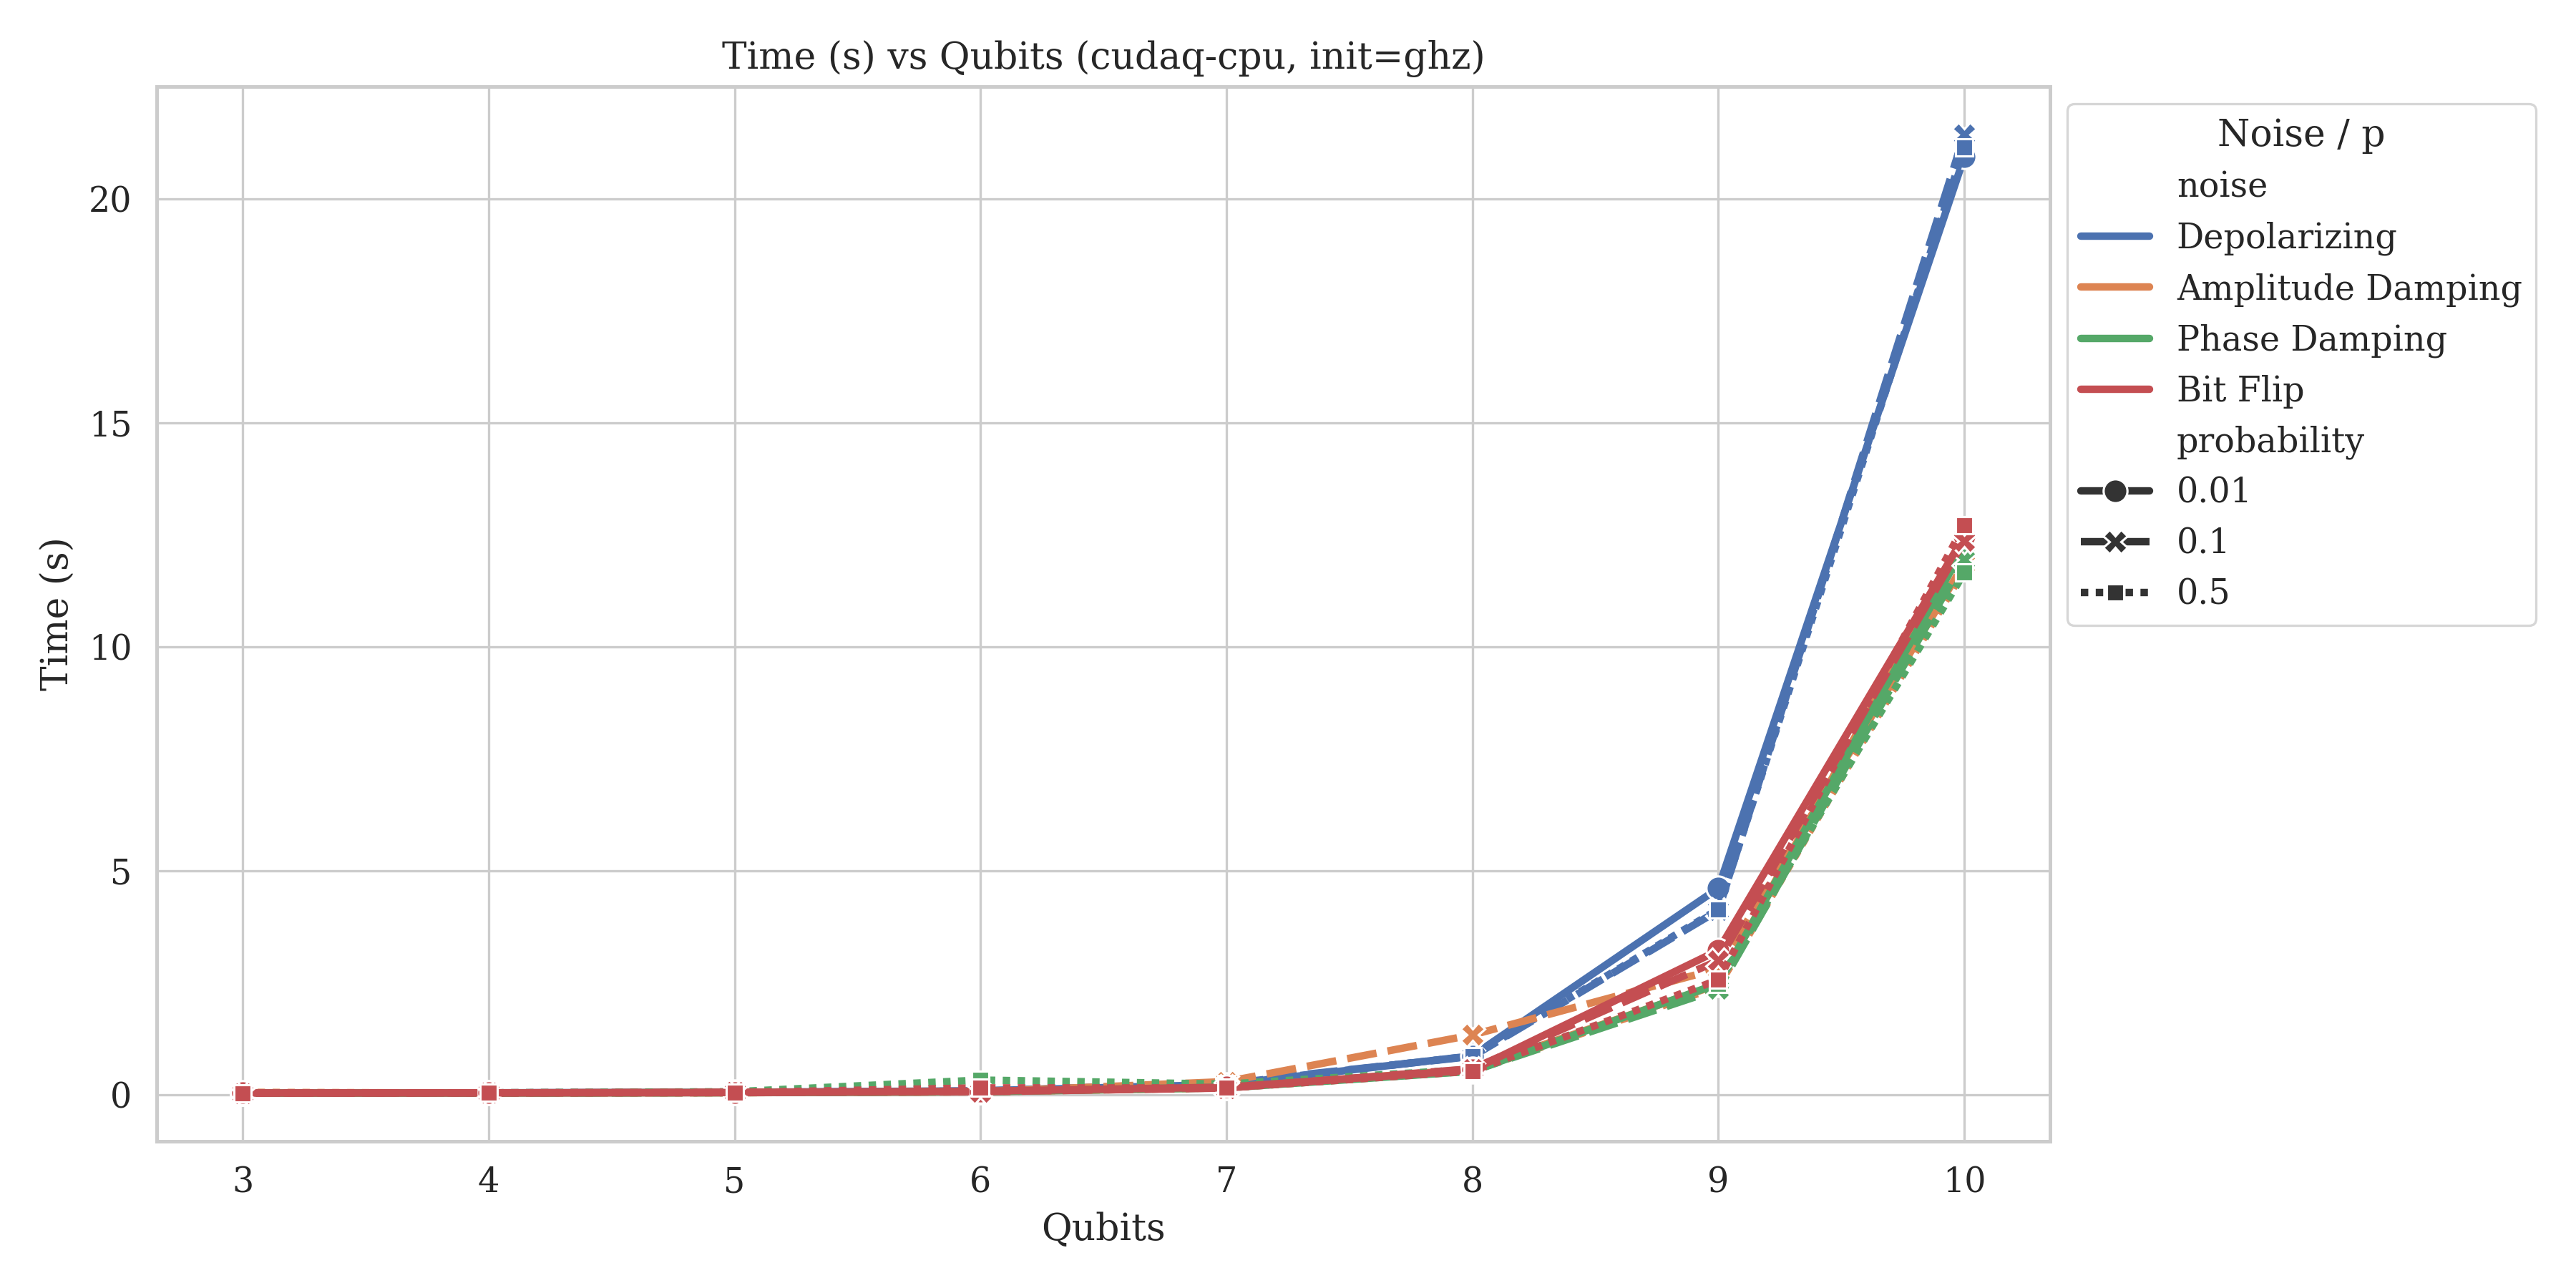 Time (s) vs Qubits (cudaq-cpu, init=ghz)
Noise / p
noise
Depolarizing
Amplitude Damping
Phase Damping
Bit Flip
probability
0.01
0.1
0.5
Time (s)
20
15
10
5
0
3 4 5 6 7 8 9 10
Qubits